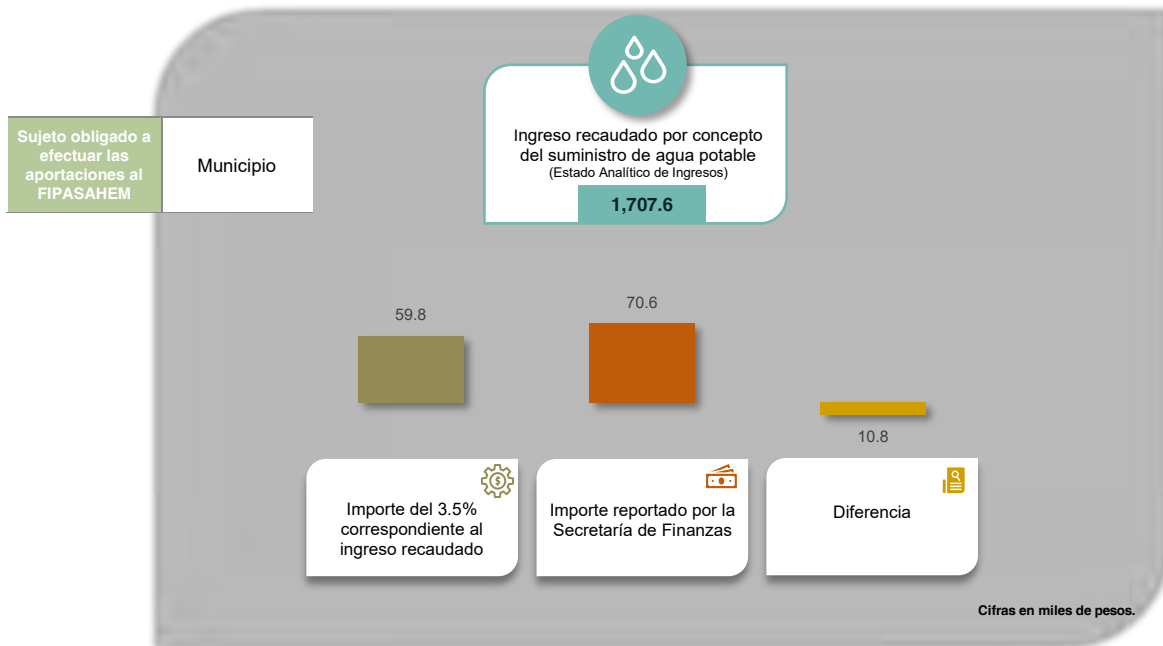 Sujeto obligado a
efectuar las
aportaciones al
FIPASAHEM
Municipio
Ingreso recaudado por concepto
del suministro de agua potable
(Estado Analítico de Ingresos)
1,707.6
59.8
70.6
10.8
Importe del 3.5%
correspondiente al
ingreso recaudado
Importe reportado por la
Secretaría de Finanzas
Diferencia
Cifras en miles de pesos.